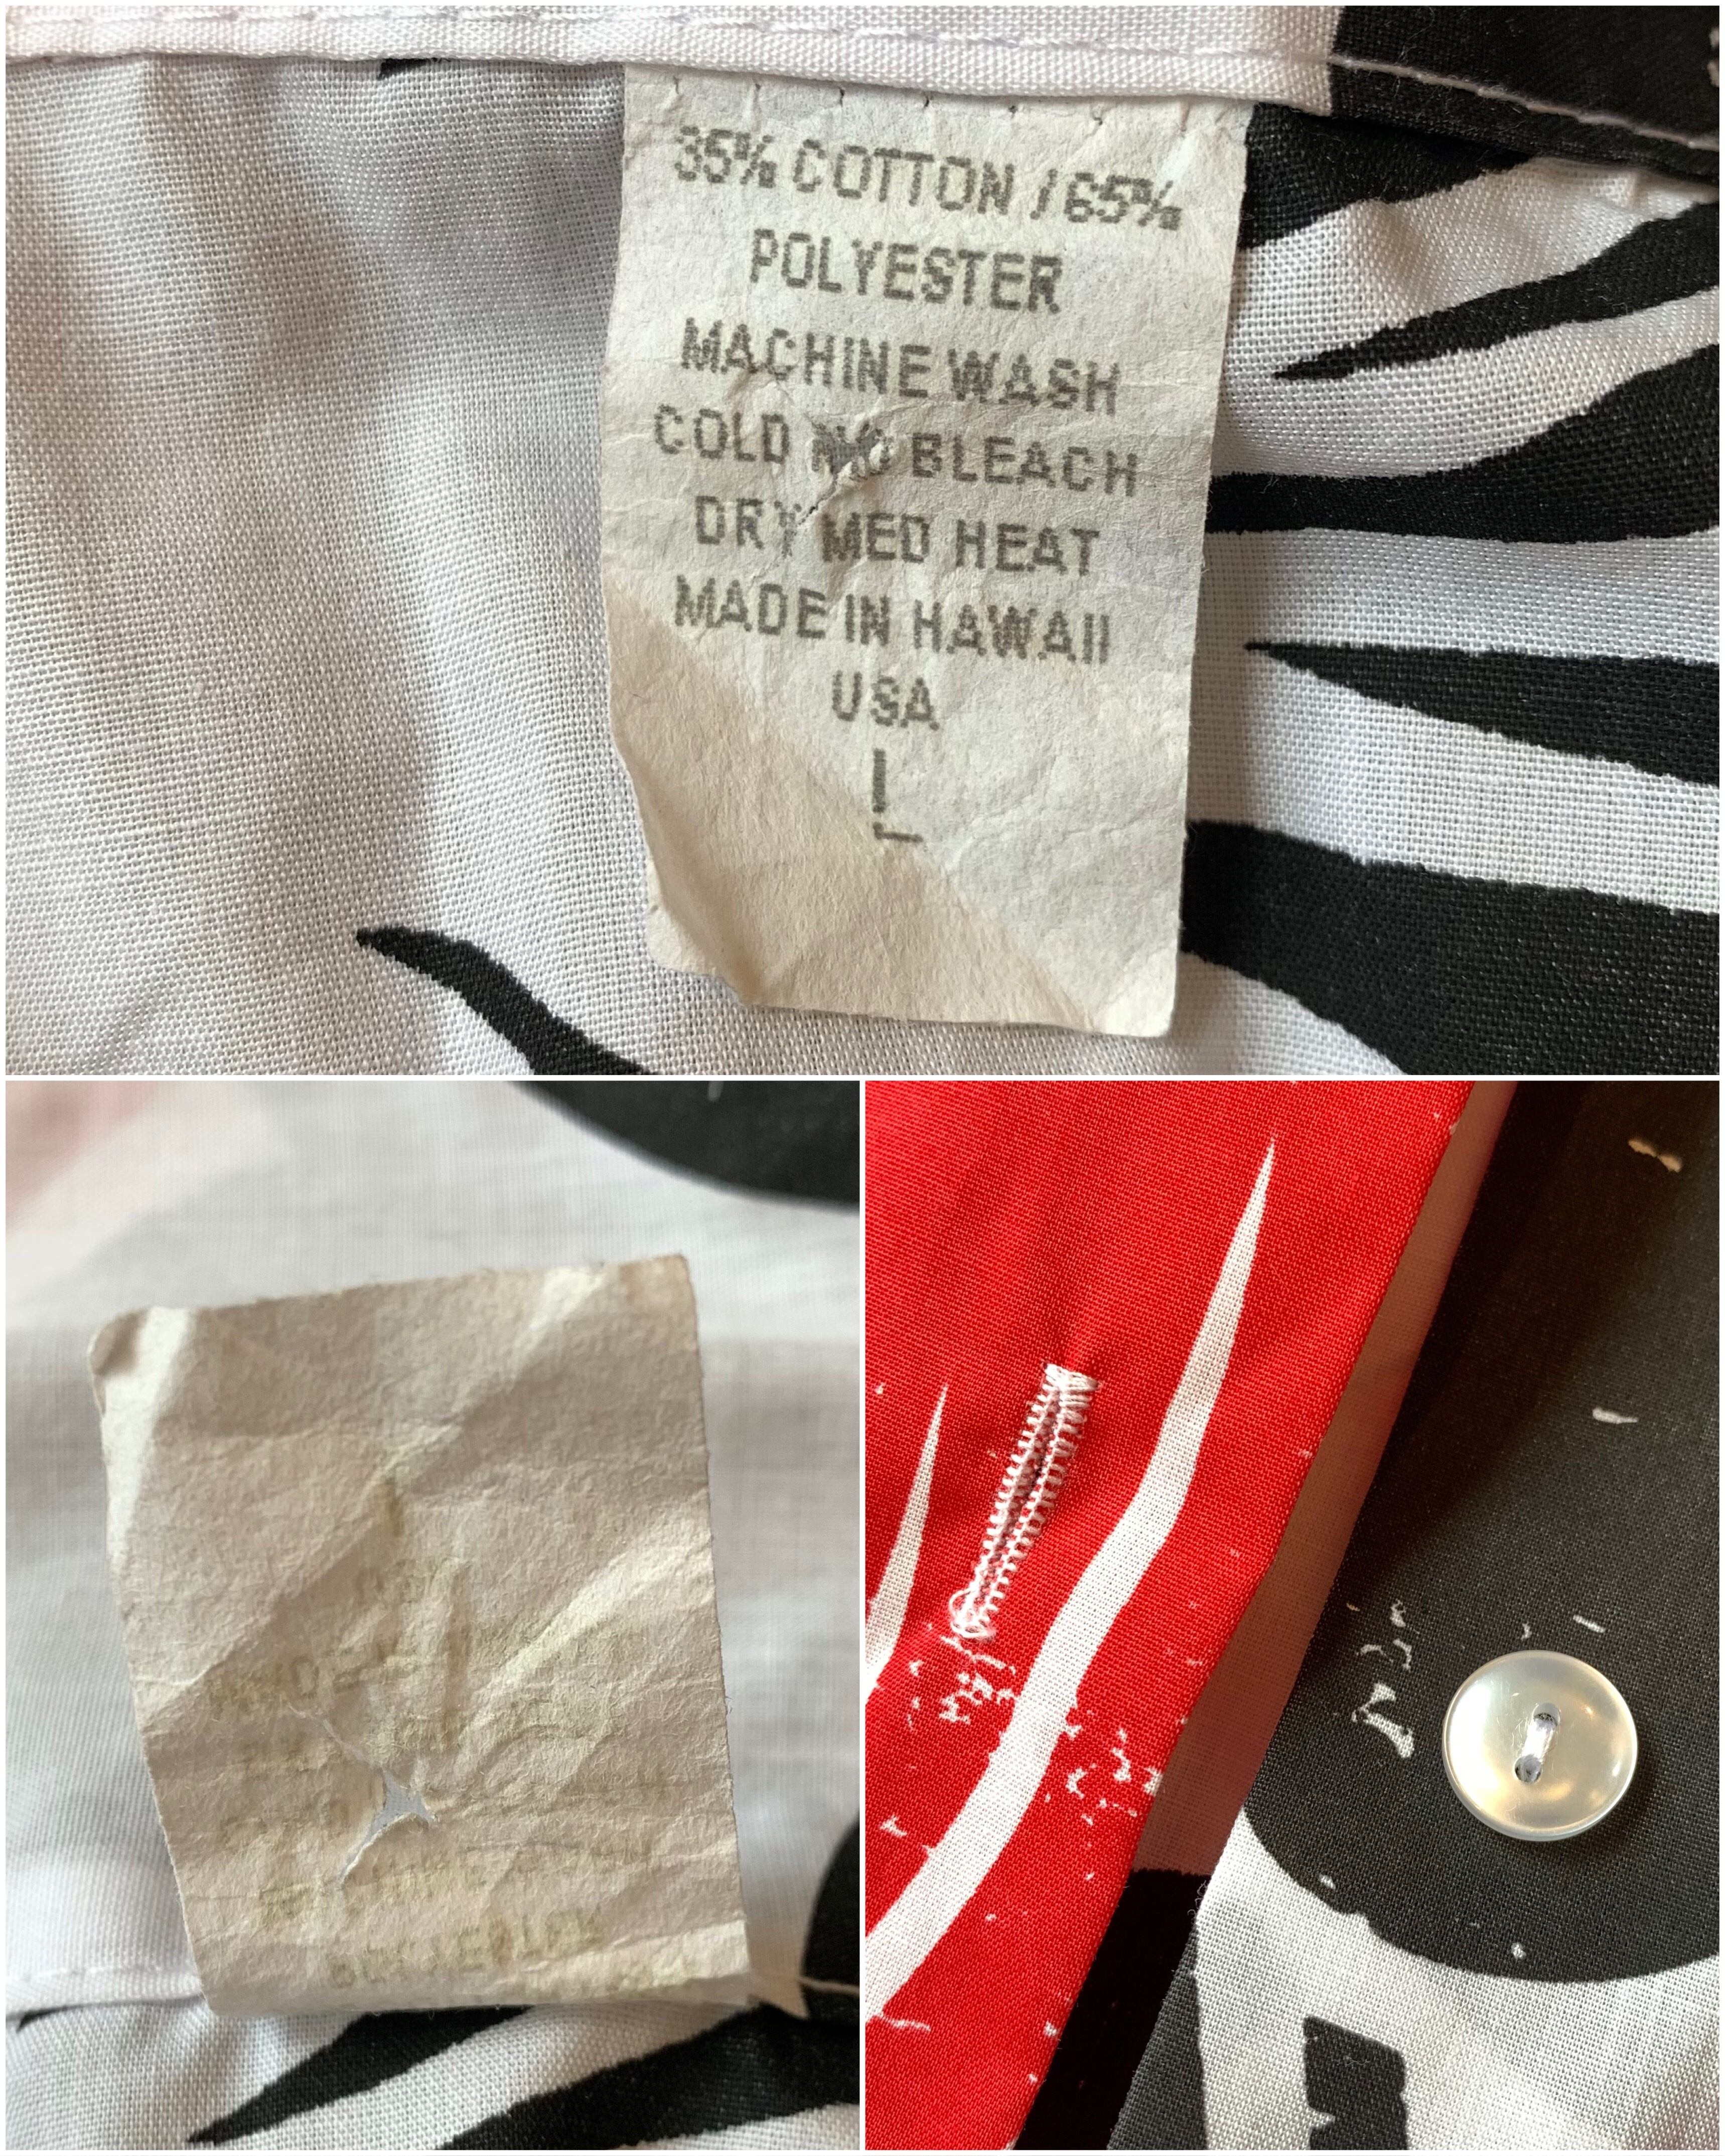 35% COTTON / 65%
POLYESTER
MACHINE WASH
COLD NO BLEACH
DRY MED HEAT
MADE IN HAWAII
USA
L